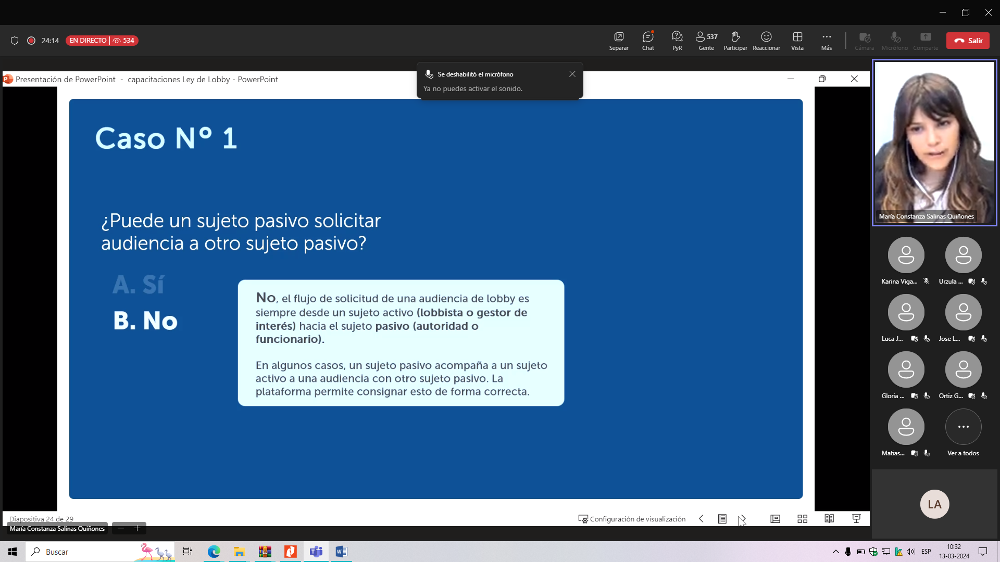 24:14
EN DIRECTO
534
Separar
Chat
PyR
537
Gente
Participar
Reaccionar
Vista
Más
Cámara
Micrófono
Comparte
Salir
Presentación de PowerPoint - capacitaciones Ley de Lobby - PowerPoint
Se deshabilitó el micrófono
Ya no puedes activar el sonido.
Caso Nº 1
¿Puede un sujeto pasivo solicitar
audiencia a otro sujeto pasivo?
A. Sí
B. No
No, el flujo de solicitud de una audiencia de lobby es
siempre desde un sujeto activo (lobbista o gestor de
interés) hacia el sujeto pasivo (autoridad o
funcionario).
En algunos casos, un sujeto pasivo acompaña a un sujeto
activo a una audiencia con otro sujeto pasivo. La
plataforma permite consignar esto de forma correcta.
María Constanza Salinas Quiñones
Karina Viga...
Urzula ...
Luca J...
Jose L...
Gloria ...
Ortiz G...
Matias...
Ver a todos
LA
Diapositiva 24 de 29
Configuración de visualización
María Constanza Salinas Quiñones
Buscar
ESP
10:32
13-03-2024